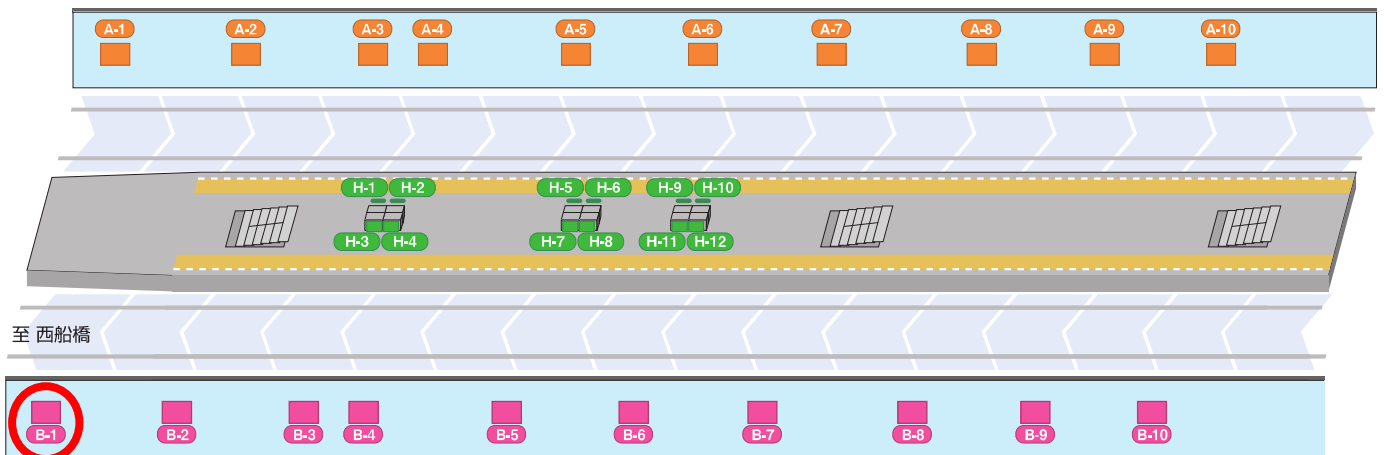 A-1 A-2 A-3 A-4 A-5 A-6 A-7 A-8 A-9 A-10
H-1 H-2 H-5 H-6 H-9 H-10
H-3 H-4 H-7 H-8 H-11 H-12
至 西船橋
B-1 B-2 B-3 B-4 B-5 B-6 B-7 B-8 B-9 B-10